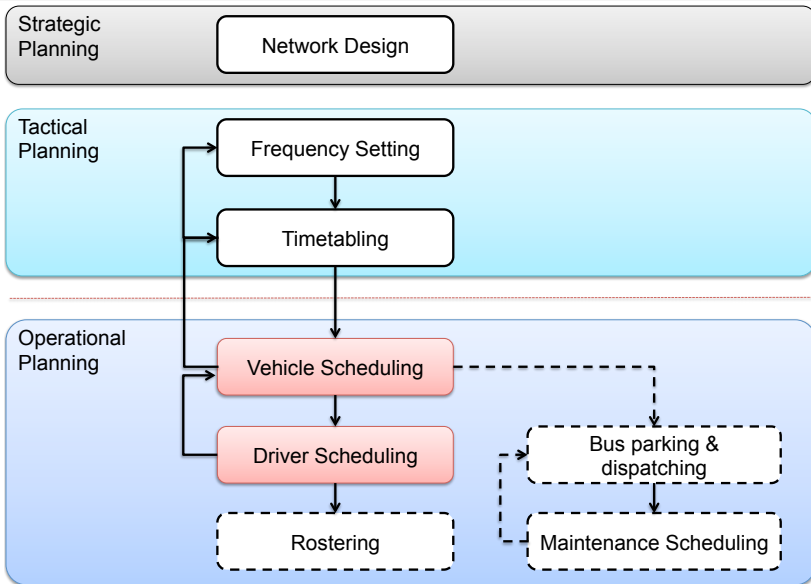 Strategic
Planning
Network Design
Tactical
Planning
Frequency Setting
Timetabling
Operational
Planning
Vehicle Scheduling
Driver Scheduling
Bus parking &
dispatching
Rostering
Maintenance Scheduling